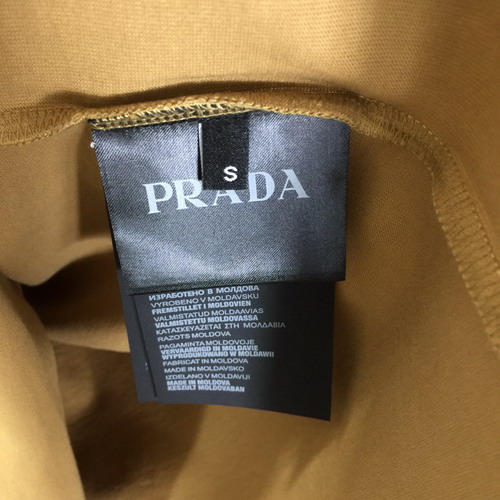 S
PRADA
ИЗРАБОТЕНО В МОЛДОВА
VYROBENO V MOLDAVSKU
FREMSTILLET I MOLDOVIEN
VALMISTATUD MOLDAAVIAS
VALMISTETTU MOLDOVASSA
ΚΑΤΑΣΚΕΥΑΖΕΤΑΙ ΣΤΗ ΜΟΛΔΑΒΙΑ
RAZOTS MOLDOVA
PAGAMINTA MOLDOVOJE
VERVAARDIGD IN MOLDAVIË
WYPRODUKOWANO W MOLDAWII
FABRICAT IN MOLDOVA
MADE IN MOLDAVSKO
IZDELANO V MOLDAVIJI
MADE IN MOLDOVA
KÉSZÜLT MOLDOVÁBAN